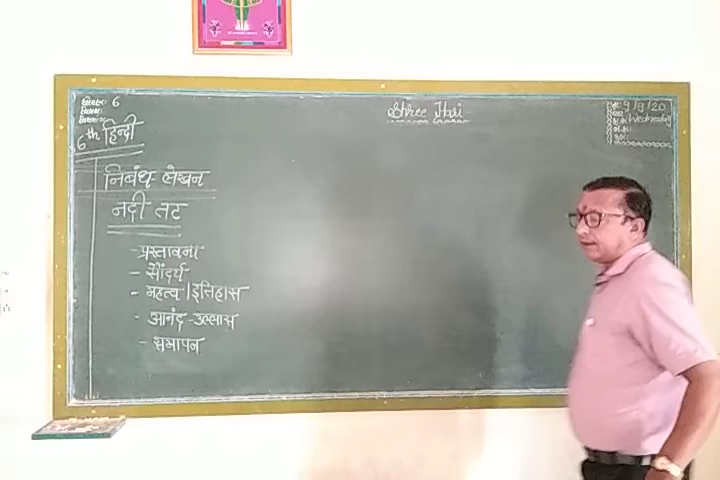 6
Shree Hari
9/9/20
Wednesday
6th हिन्दी
निबंध लेखन
नदी तट
- प्रस्तावना
- सौंदर्य
- महत्व / इतिहास
- आनंद - उल्लास
- समापन